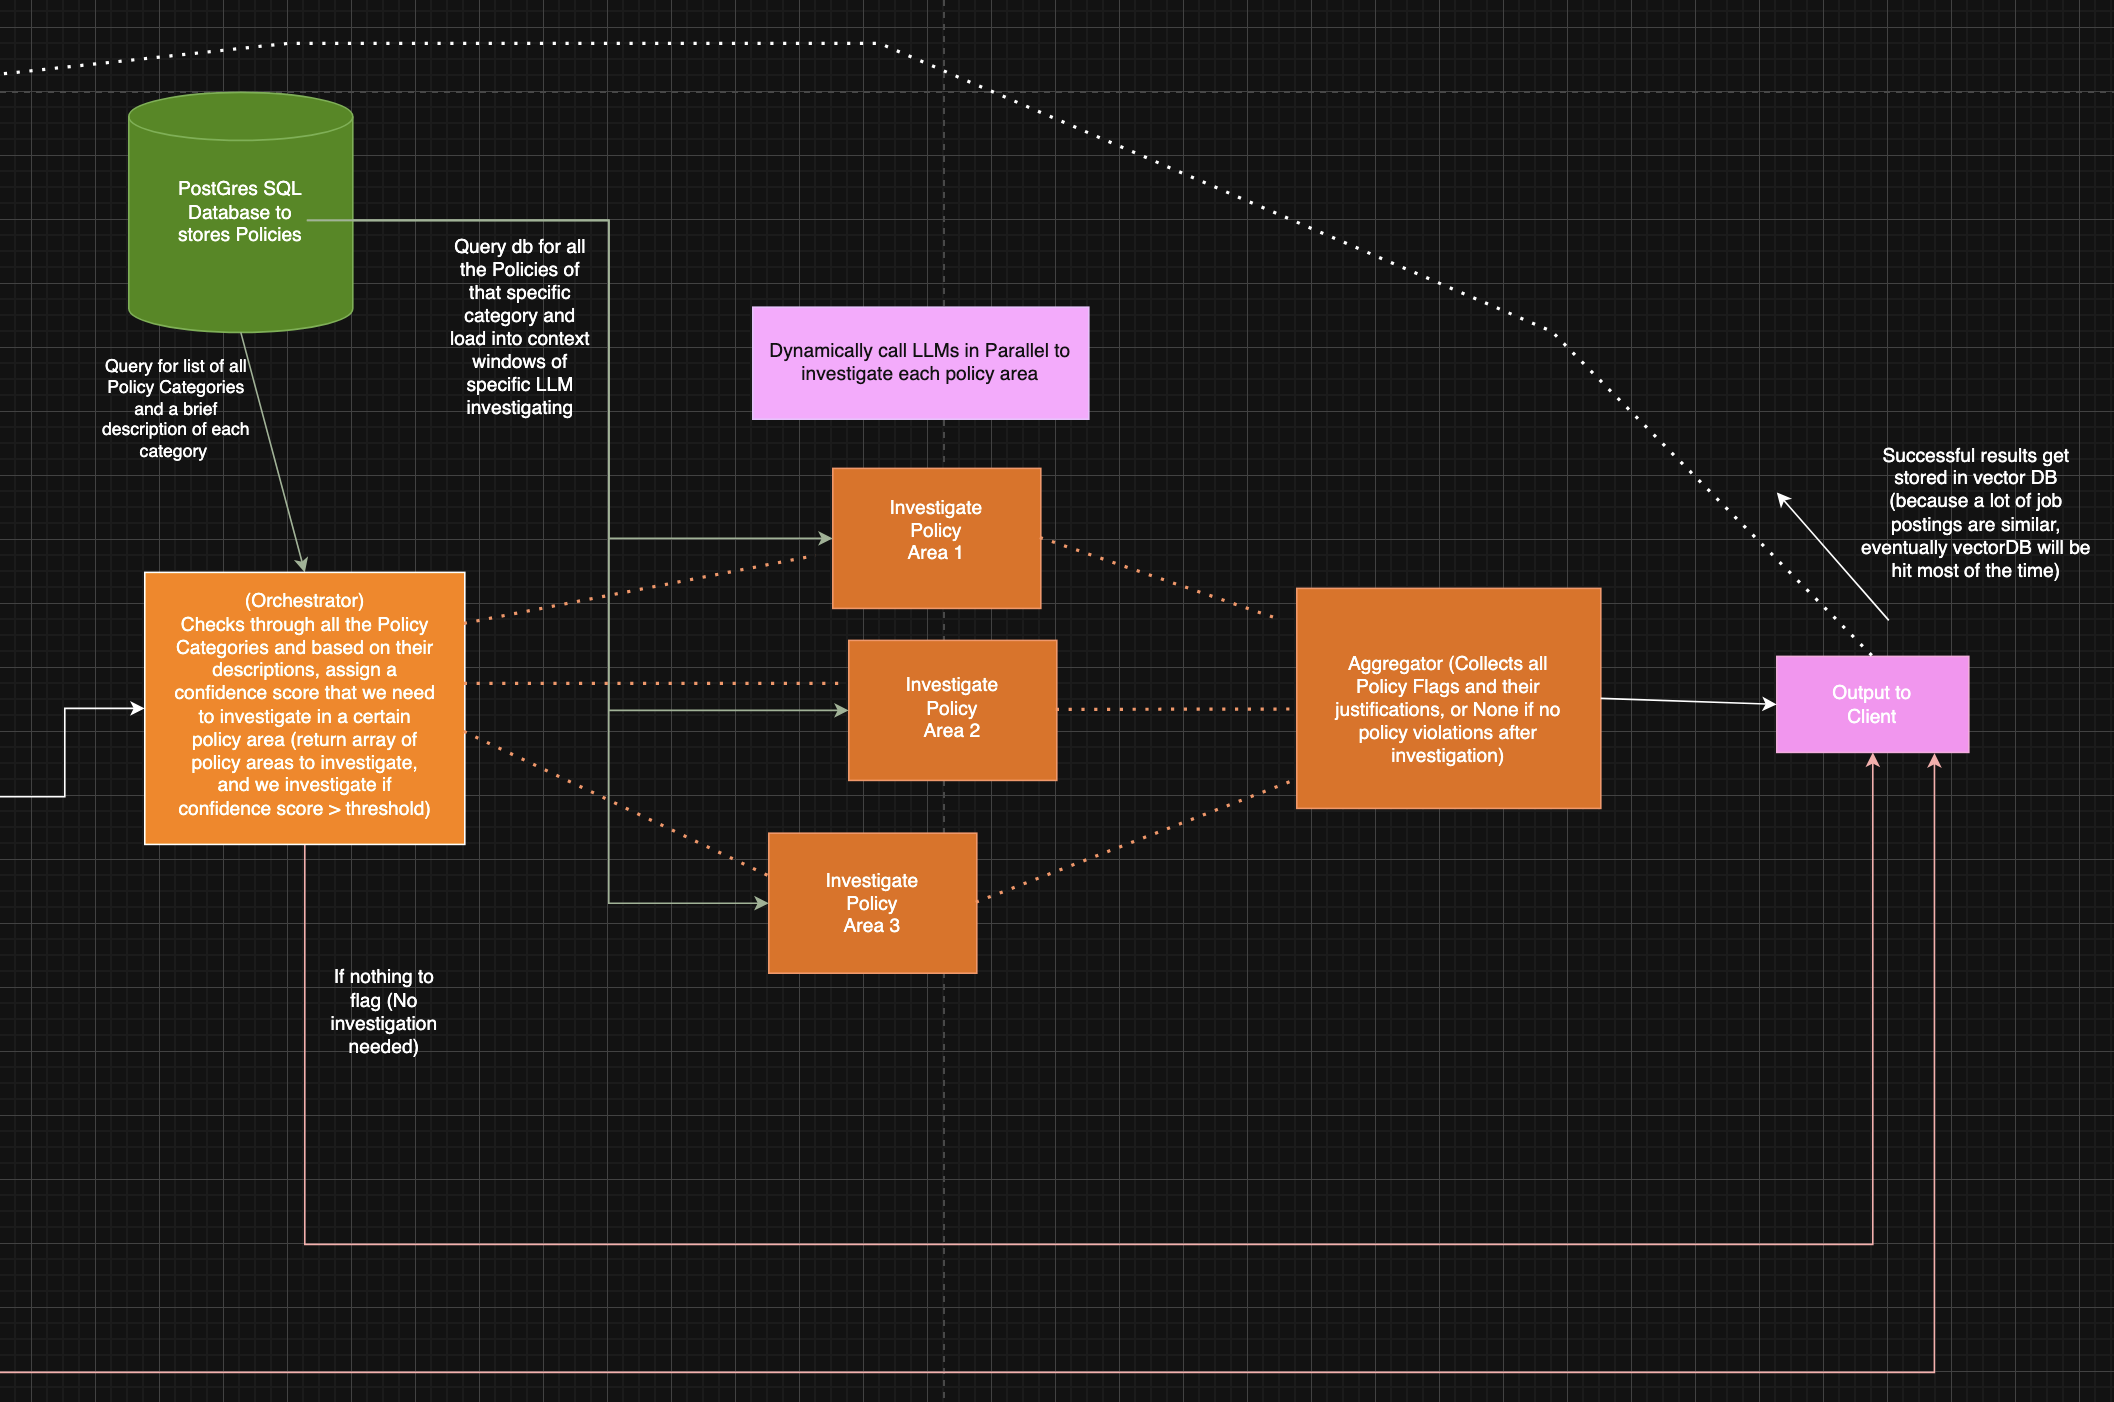 PostGres SQL
Database to
stores Policies
Query db for all
the Policies of
that specific
category and
load into context
windows of
specific LLM
investigating
Dynamically call LLMs in Parallel to
investigate each policy area
Query for list of all
Policy Categories
and a brief
description of each
category
(Orchestrator)
Checks through all the Policy
Categories and based on their
descriptions, assign a
confidence score that we need
to investigate in a certain
policy area (return array of
policy areas to investigate,
and we investigate if
confidence score > threshold)
Investigate
Policy
Area 1
Investigate
Policy
Area 2
Investigate
Policy
Area 3
Aggregator (Collects all
Policy Flags and their
justifications, or None if no
policy violations after
investigation)
Successful results get
stored in vector DB
(because a lot of job
postings are similar,
eventually vectorDB will be
hit most of the time)
Output to
Client
If nothing to
flag (No
investigation
needed)